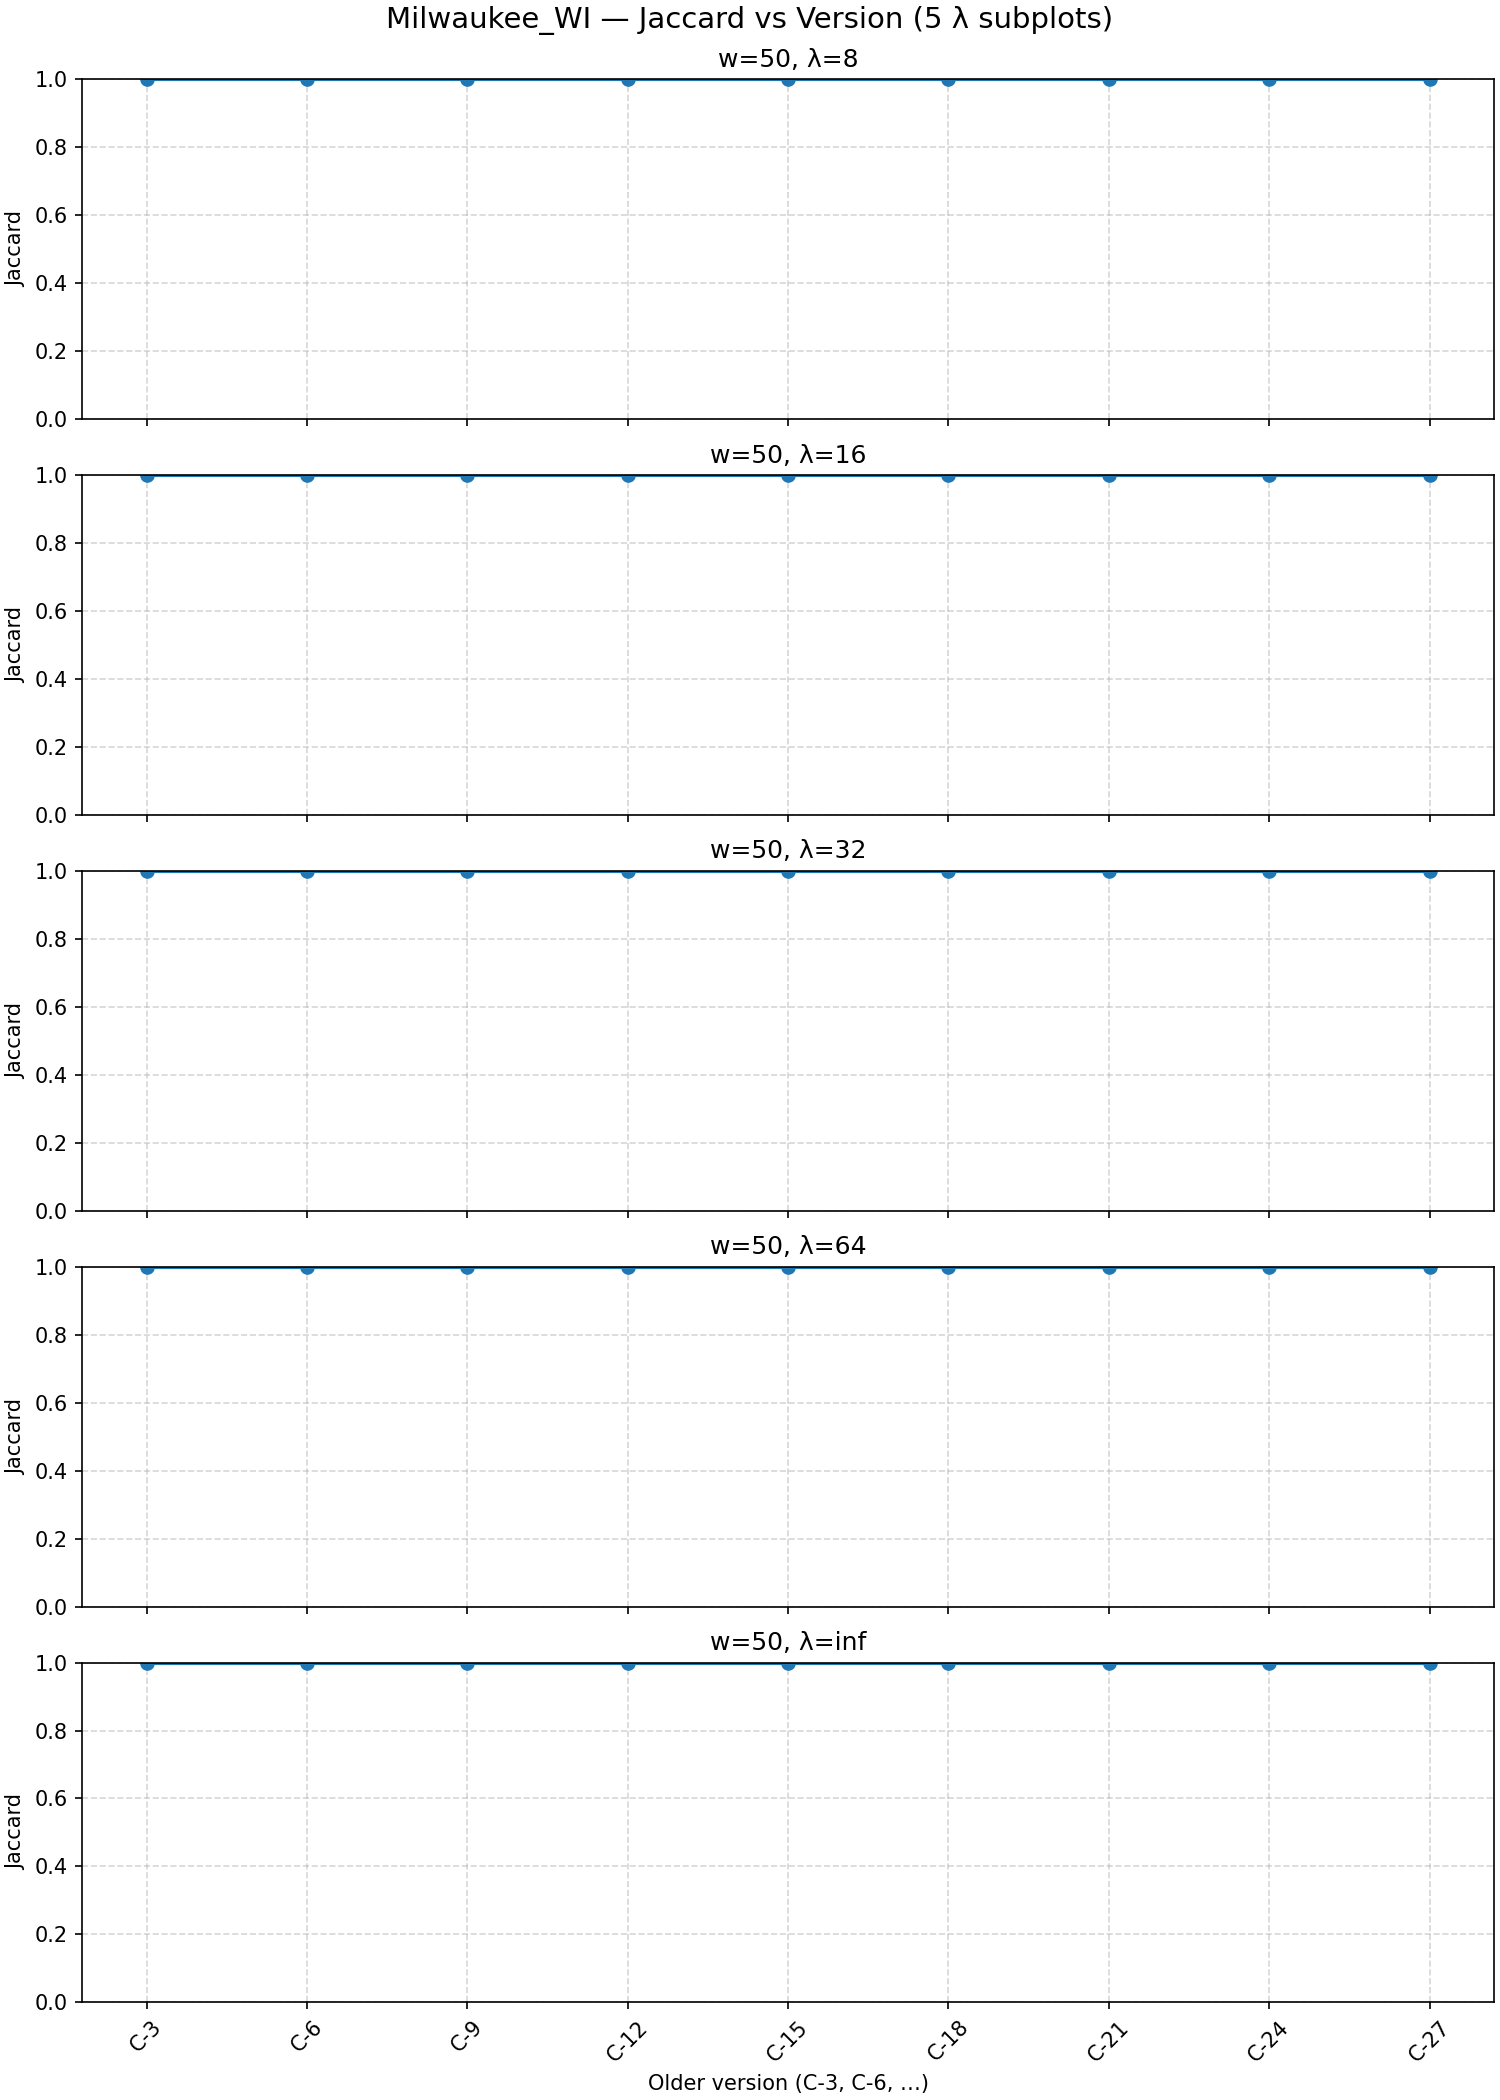 Milwaukee_WI — Jaccard vs Version (5 λ subplots)
w=50, λ=8
1.0
0.8
0.6
0.4
0.2
0.0
Jaccard
w=50, λ=16
1.0
0.8
0.6
0.4
0.2
0.0
Jaccard
w=50, λ=32
1.0
0.8
0.6
0.4
0.2
0.0
Jaccard
w=50, λ=64
1.0
0.8
0.6
0.4
0.2
0.0
Jaccard
w=50, λ=inf
1.0
0.8
0.6
0.4
0.2
0.0
Jaccard
C-3 C-6 C-9 C-12 C-15 C-18 C-21 C-24 C-27
Older version (C-3, C-6, ...)